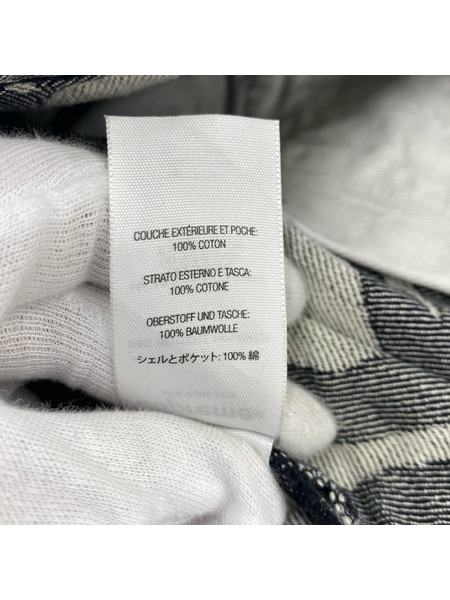 COUCHE EXTÉRIEURE ET POCHE:
100% COTON
STRATO ESTERNO E TASCA:
100% COTONE
OBERSTOFF UND TASCHE:
100% BAUMWOLLE
シェルとポケット: 100% 綿